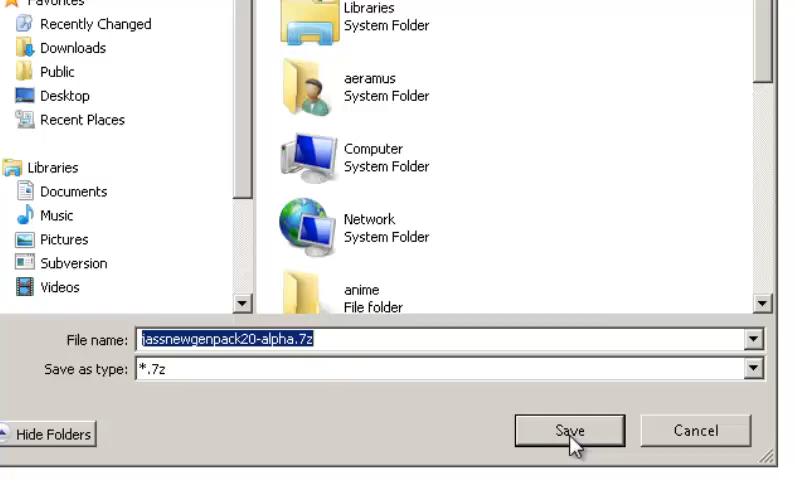 Favorites
Recently Changed
Downloads
Public
Desktop
Recent Places
Libraries
Documents
Music
Pictures
Subversion
Videos
Libraries
System Folder
aeramus
System Folder
Computer
System Folder
Network
System Folder
anime
File folder
File name: jassnewgenpack20-alpha.7z
Save as type: *.7z
Hide Folders
Save
Cancel